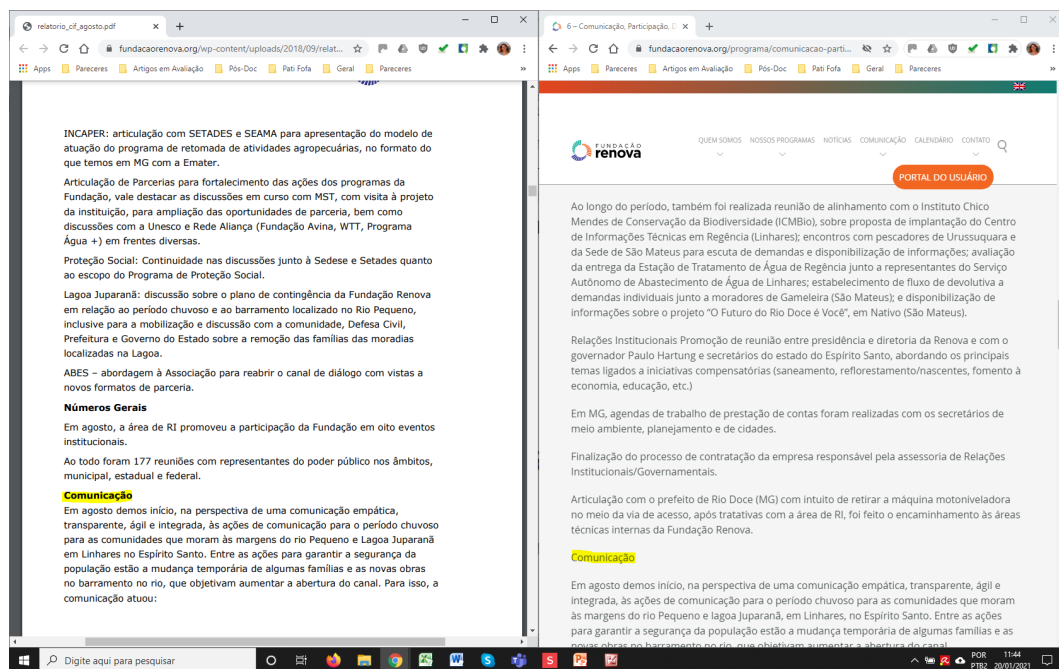 relatorio_cif_agosto.pdf
fundacaorenova.org/wp-content/uploads/2018/09/relat...
Apps Pareceres Artigos em Avaliação Pós-Doc Pati Fofa Geral Pareceres
INCAPER: articulação com SETADES e SEAMA para apresentação do modelo de
atuação do programa de retomada de atividades agropecuárias, no formato do
que temos em MG com a Emater.
Articulação de Parcerias para fortalecimento das ações dos programas da
Fundação, vale destacar as discussões em curso com MST, com visita à projeto
da instituição, para ampliação das oportunidades de parceria, bem como
discussões com a Unesco e Rede Aliança (Fundação Avina, WTT, Programa
Água +) em frentes diversas.
Proteção Social: Continuidade nas discussões junto à Sedese e Setades quanto
ao escopo do Programa de Proteção Social.
Lagoa Juparanã: discussão sobre o plano de contingência da Fundação Renova
em relação ao período chuvoso e ao barramento localizado no Rio Pequeno,
inclusive para a mobilização e discussão com a comunidade, Defesa Civil,
Prefeitura e Governo do Estado sobre a remoção das famílias das moradias
localizadas na Lagoa.
ABES – abordagem à Associação para reabrir o canal de diálogo com vistas a
novos formatos de parceria.
Números Gerais
Em agosto, a área de RI promoveu a participação da Fundação em oito eventos
institucionais.
Ao todo foram 177 reuniões com representantes do poder público nos âmbitos,
municipal, estadual e federal.
Comunicação
Em agosto demos início, na perspectiva de uma comunicação empática,
transparente, ágil e integrada, às ações de comunicação para o período chuvoso
para as comunidades que moram às margens do rio Pequeno e Lagoa Juparanã
em Linhares no Espírito Santo. Entre as ações para garantir a segurança da
população estão a mudança temporária de algumas famílias e as novas obras
no barramento no rio, que objetivam aumentar a abertura do canal. Para isso, a
comunicação atuou:
6 – Comunicação, Participação, D
fundacaorenova.org/programa/comunicacao-parti...
Apps Pareceres Artigos em Avaliação Pós-Doc Pati Fofa Geral Pareceres
FUNDAÇÃO
renova
QUEM SOMOS NOSSOS PROGRAMAS NOTÍCIAS COMUNICAÇÃO CALENDÁRIO CONTATO
PORTAL DO USUÁRIO
Ao longo do período, também foi realizada reunião de alinhamento com o Instituto Chico
Mendes de Conservação da Biodiversidade (ICMBio), sobre proposta de implantação do Centro
de Informações Técnicas em Regência (Linhares); encontros com pescadores de Urussuquara e
da Sede de São Mateus para escuta de demandas e disponibilização de informações; avaliação
da entrega da Estação de Tratamento de Água de Regência junto a representantes do Serviço
Autônomo de Abastecimento de Água de Linhares; estabelecimento de fluxo de devolutiva a
demandas individuais junto a moradores de Gameleira (São Mateus); e disponibilização de
informações sobre o projeto “O Futuro do Rio Doce é Você”, em Nativo (São Mateus).
Relações Institucionais Promoção de reunião entre presidência e diretoria da Renova e com o
governador Paulo Hartung e secretários do estado do Espírito Santo, abordando os principais
temas ligados a iniciativas compensatórias (saneamento, reflorestamento/nascentes, fomento à
economia, educação, etc.)
Em MG, agendas de trabalho de prestação de contas foram realizadas com os secretários de
meio ambiente, planejamento e de cidades.
Finalização do processo de contratação da empresa responsável pela assessoria de Relações
Institucionais/Governamentais.
Articulação com o prefeito de Rio Doce (MG) com intuito de retirar a máquina motoniveladora
no meio da via de acesso, após tratativas com a área de RI, foi feito o encaminhamento às áreas
técnicas internas da Fundação Renova.
Comunicação
Em agosto demos início, na perspectiva de uma comunicação empática, transparente, ágil e
integrada, às ações de comunicação para o período chuvoso para as comunidades que moram
às margens do rio Pequeno e lagoa Juparanã, em Linhares, no Espírito Santo. Entre as ações
para garantir a segurança da população estão a mudança temporária de algumas famílias e as
novas obras no barramento no rio, que objetivam aumentar a abertura do canal.
Digite aqui para pesquisar
POR 11:44
PTB2 20/01/2021